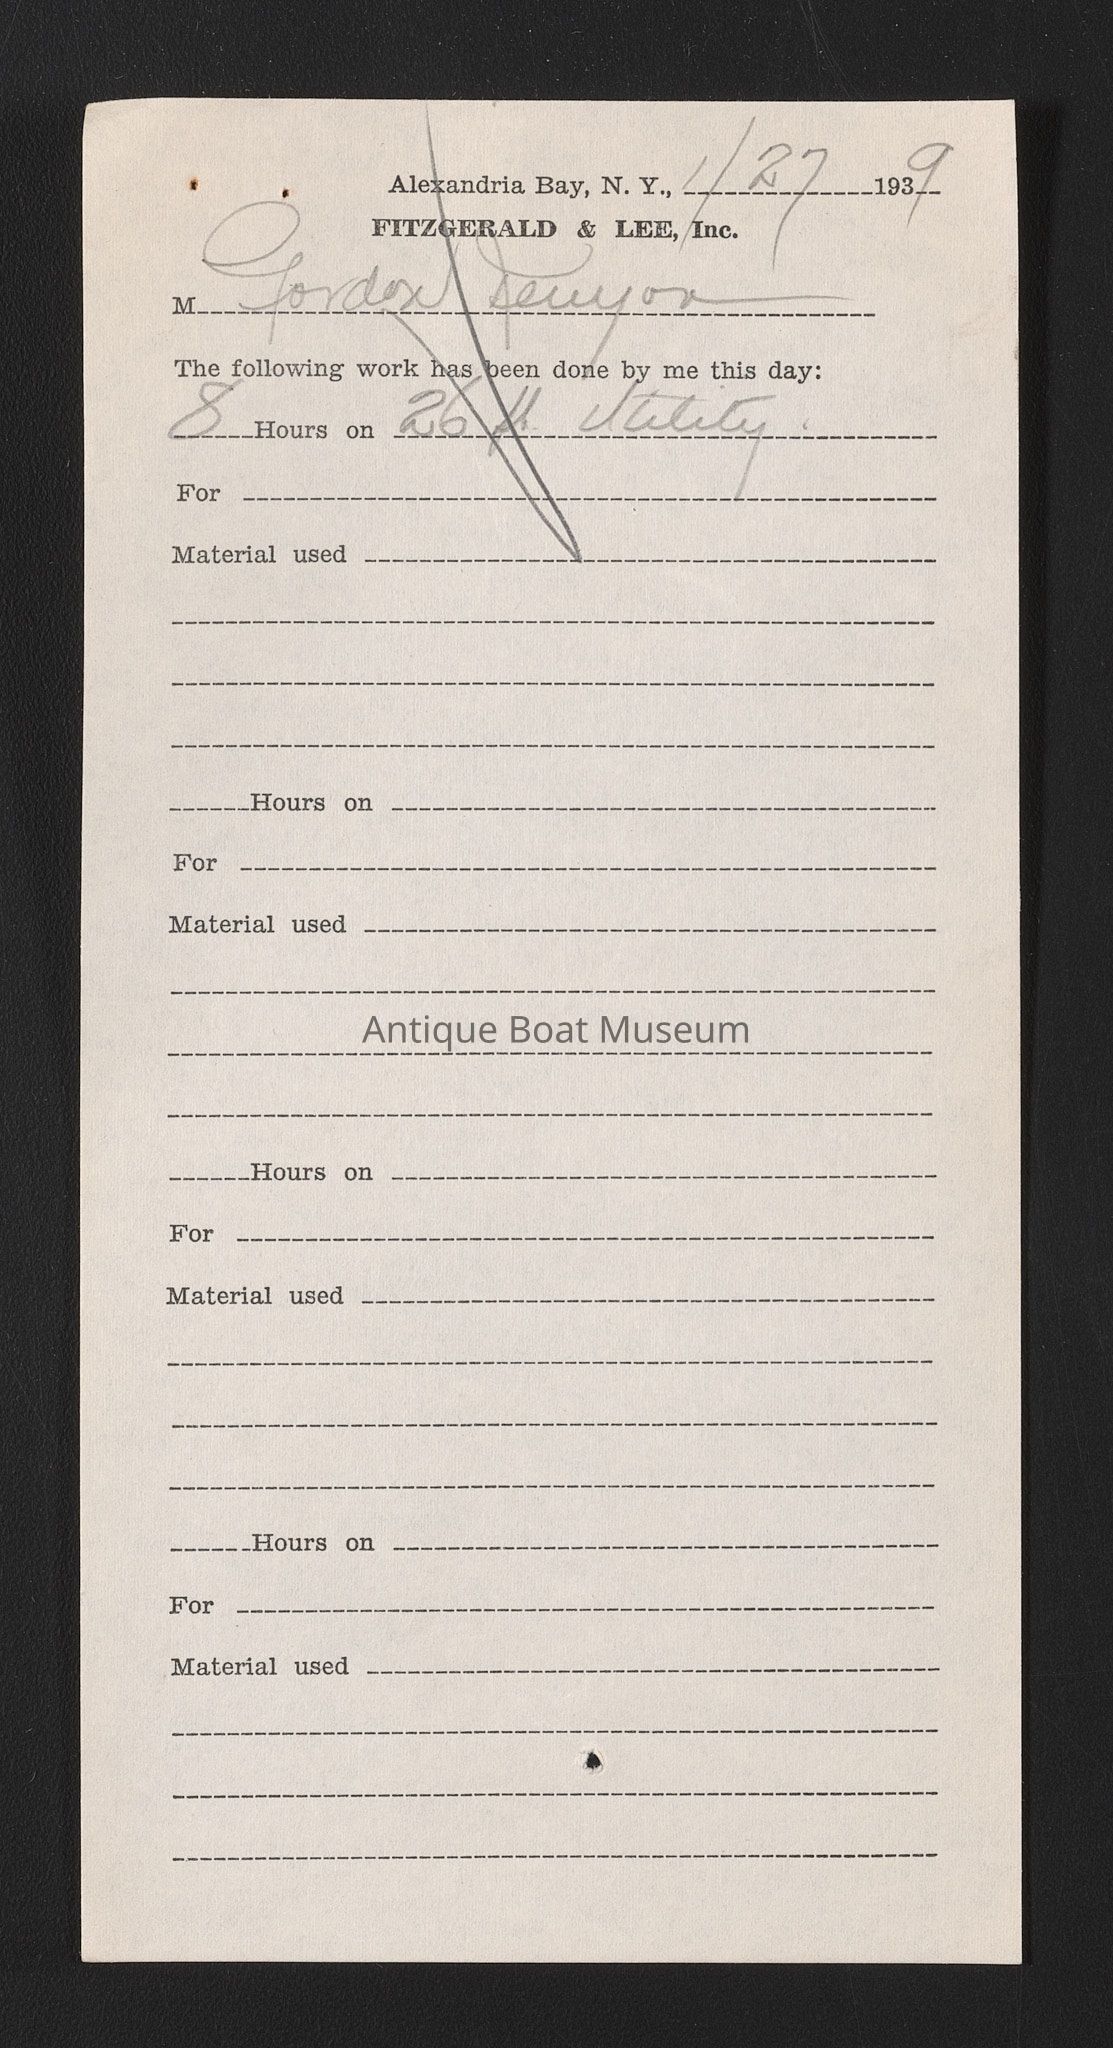 Alexandria Bay, N. Y., 1/27 1939
FITZGERALD & LEE, Inc.
M Gordon Kenyon
The following work has been done by me this day:
8 Hours on 26 ft Utility.
For
Material used
Hours on
For
Material used
Antique Boat Museum
Hours on
For
Material used
Hours on
For
Material used